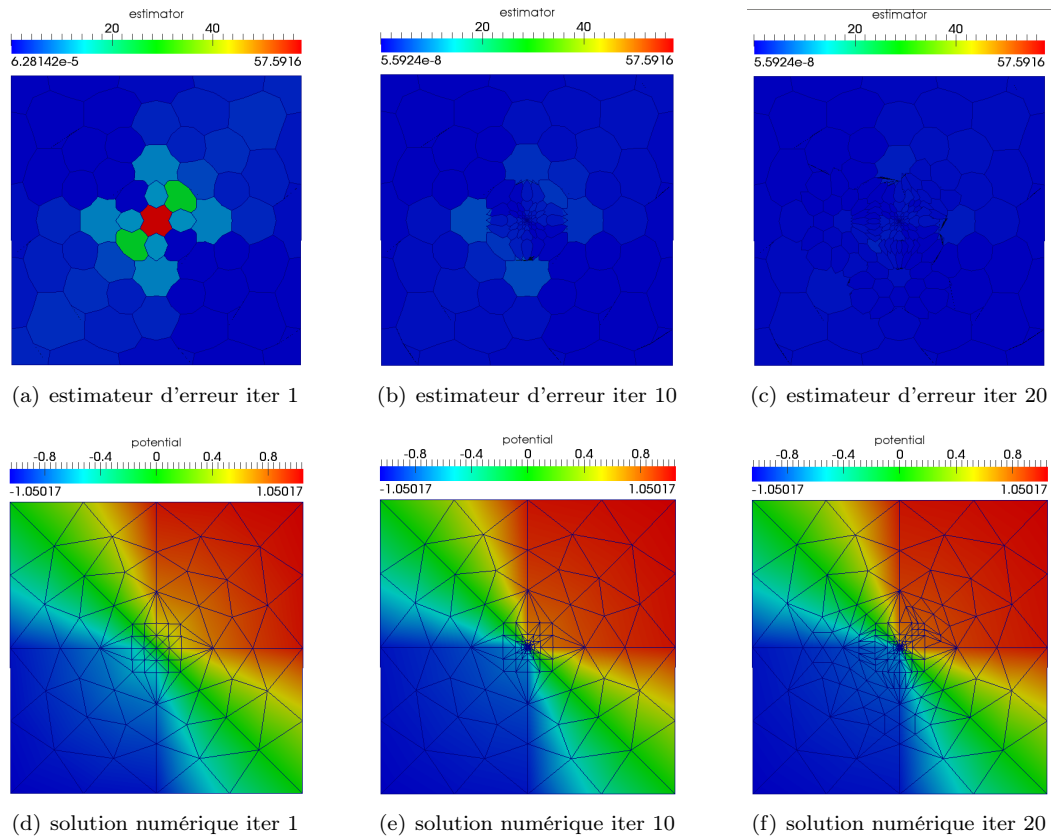 estimator
20 40
6.28142e-5 57.5916
estimator
20 40
5.5924e-8 57.5916
estimator
20 40
5.5924e-8 57.5916
(a) estimateur d'erreur iter 1
(b) estimateur d'erreur iter 10
(c) estimateur d'erreur iter 20
potential
-0.8 -0.4 0 0.4 0.8
-1.05017 1.05017
potential
-0.8 -0.4 0 0.4 0.8
-1.05017 1.05017
potential
-0.8 -0.4 0 0.4 0.8
-1.05017 1.05017
(d) solution numérique iter 1
(e) solution numérique iter 10
(f) solution numérique iter 20